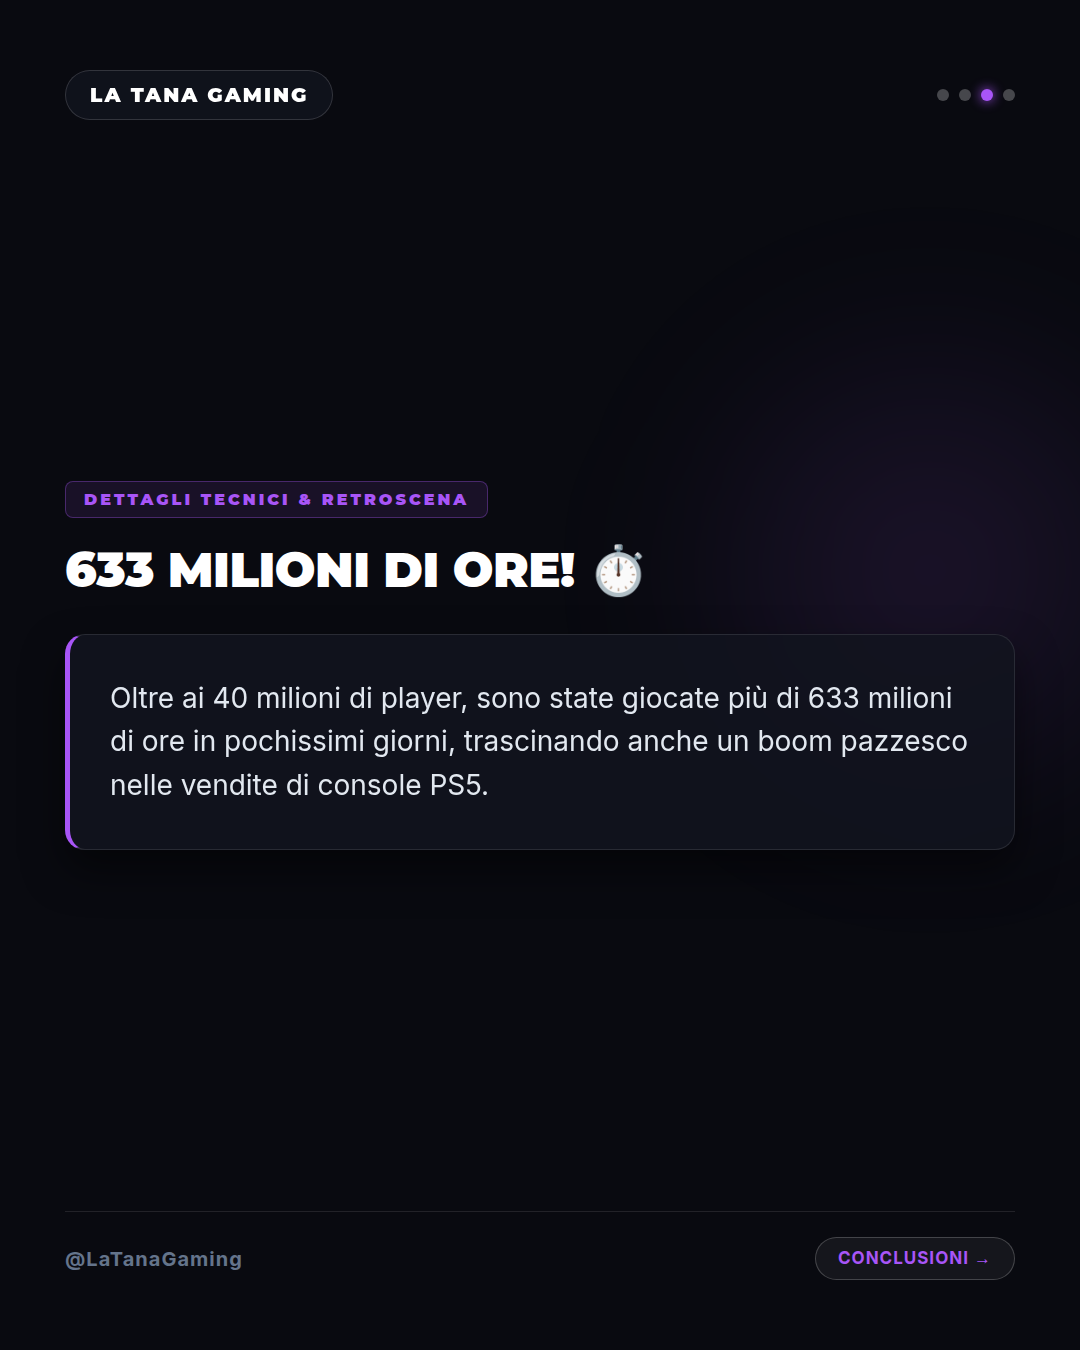 LA TANA GAMING
DETTAGLI TECNICI & RETROSCENA
633 MILIONI DI ORE! ⏱️
Oltre ai 40 milioni di player, sono state giocate più di 633 milioni
di ore in pochissimi giorni, trascinando anche un boom pazzesco
nelle vendite di console PS5.
@LaTanaGaming
CONCLUSIONI →